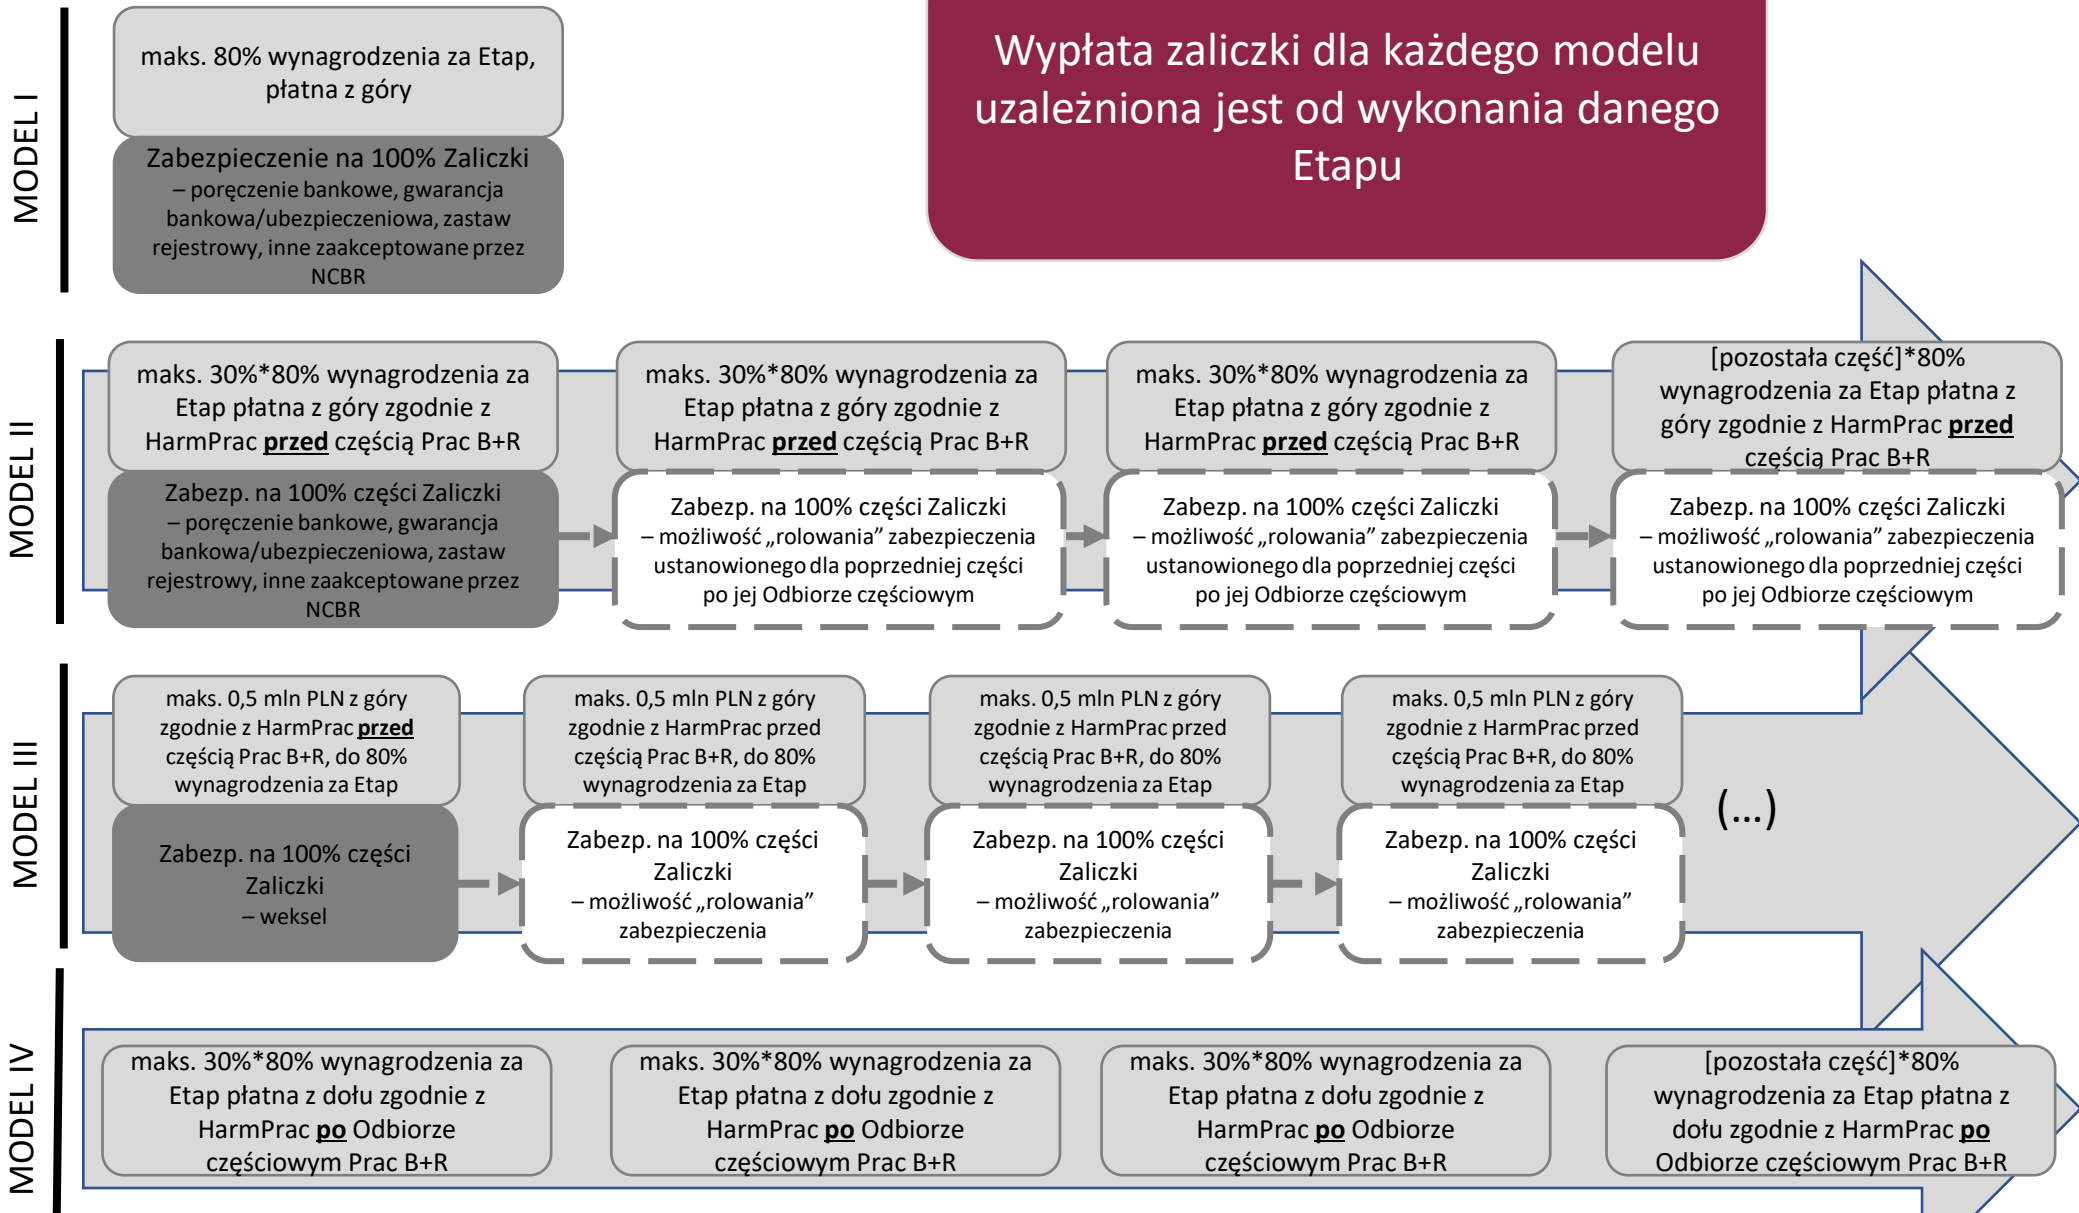 Wypłata zaliczki dla każdego modelu
uzależniona jest od wykonania danego
Etapu
MODEL I
maks. 80% wynagrodzenia za Etap,
płatna z góry
Zabezpieczenie na 100% Zaliczki
– poręczenie bankowe, gwarancja
bankowa/ubezpieczeniowa, zastaw
rejestrowy, inne zaakceptowane przez
NCBR
MODEL II
maks. 30%*80% wynagrodzenia za
Etap płatna z góry zgodnie z
HarmPrac przed częścią Prac B+R
Zabezp. na 100% części Zaliczki
– poręczenie bankowe, gwarancja
bankowa/ubezpieczeniowa, zastaw
rejestrowy, inne zaakceptowane przez
NCBR
maks. 30%*80% wynagrodzenia za
Etap płatna z góry zgodnie z
HarmPrac przed częścią Prac B+R
Zabezp. na 100% części Zaliczki
– możliwość „rolowania” zabezpieczenia
ustanowionego dla poprzedniej części
po jej Odbiorze częściowym
maks. 30%*80% wynagrodzenia za
Etap płatna z góry zgodnie z
HarmPrac przed częścią Prac B+R
Zabezp. na 100% części Zaliczki
– możliwość „rolowania” zabezpieczenia
ustanowionego dla poprzedniej części
po jej Odbiorze częściowym
[pozostała część]*80%
wynagrodzenia za Etap płatna z
góry zgodnie z HarmPrac przed
częścią Prac B+R
Zabezp. na 100% części Zaliczki
– możliwość „rolowania” zabezpieczenia
ustanowionego dla poprzedniej części
po jej Odbiorze częściowym
MODEL III
maks. 0,5 mln PLN z góry
zgodnie z HarmPrac przed
częścią Prac B+R, do 80%
wynagrodzenia za Etap
Zabezp. na 100% części
Zaliczki
– weksel
maks. 0,5 mln PLN z góry
zgodnie z HarmPrac przed
częścią Prac B+R, do 80%
wynagrodzenia za Etap
Zabezp. na 100% części
Zaliczki
– możliwość „rolowania”
zabezpieczenia
maks. 0,5 mln PLN z góry
zgodnie z HarmPrac przed
częścią Prac B+R, do 80%
wynagrodzenia za Etap
Zabezp. na 100% części
Zaliczki
– możliwość „rolowania”
zabezpieczenia
maks. 0,5 mln PLN z góry
zgodnie z HarmPrac przed
częścią Prac B+R, do 80%
wynagrodzenia za Etap
Zabezp. na 100% części
Zaliczki
– możliwość „rolowania”
zabezpieczenia
(...)
MODEL IV
maks. 30%*80% wynagrodzenia za
Etap płatna z dołu zgodnie z
HarmPrac po Odbiorze
częściowym Prac B+R
maks. 30%*80% wynagrodzenia za
Etap płatna z dołu zgodnie z
HarmPrac po Odbiorze
częściowym Prac B+R
maks. 30%*80% wynagrodzenia za
Etap płatna z dołu zgodnie z
HarmPrac po Odbiorze
częściowym Prac B+R
[pozostała część]*80%
wynagrodzenia za Etap płatna z
dołu zgodnie z HarmPrac po
Odbiorze częściowym Prac B+R